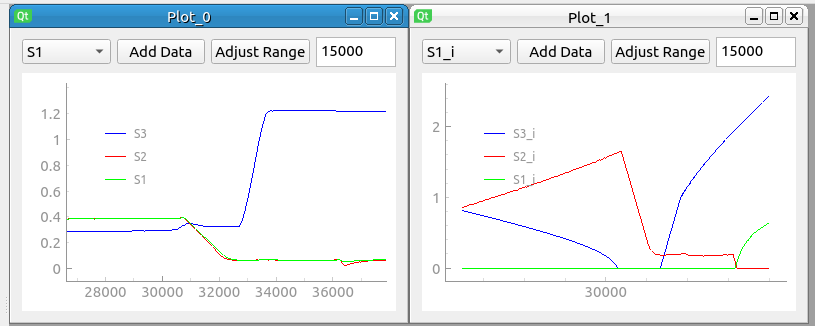 Qt Plot_0
S1 Add Data Adjust Range 15000
1.2
1
0.8
0.6
0.4
0.2
0
S3
S2
S1
28000 30000 32000 34000 36000
Qt Plot_1
S1_i Add Data Adjust Range 15000
2
1
0
S3_i
S2_i
S1_i
30000